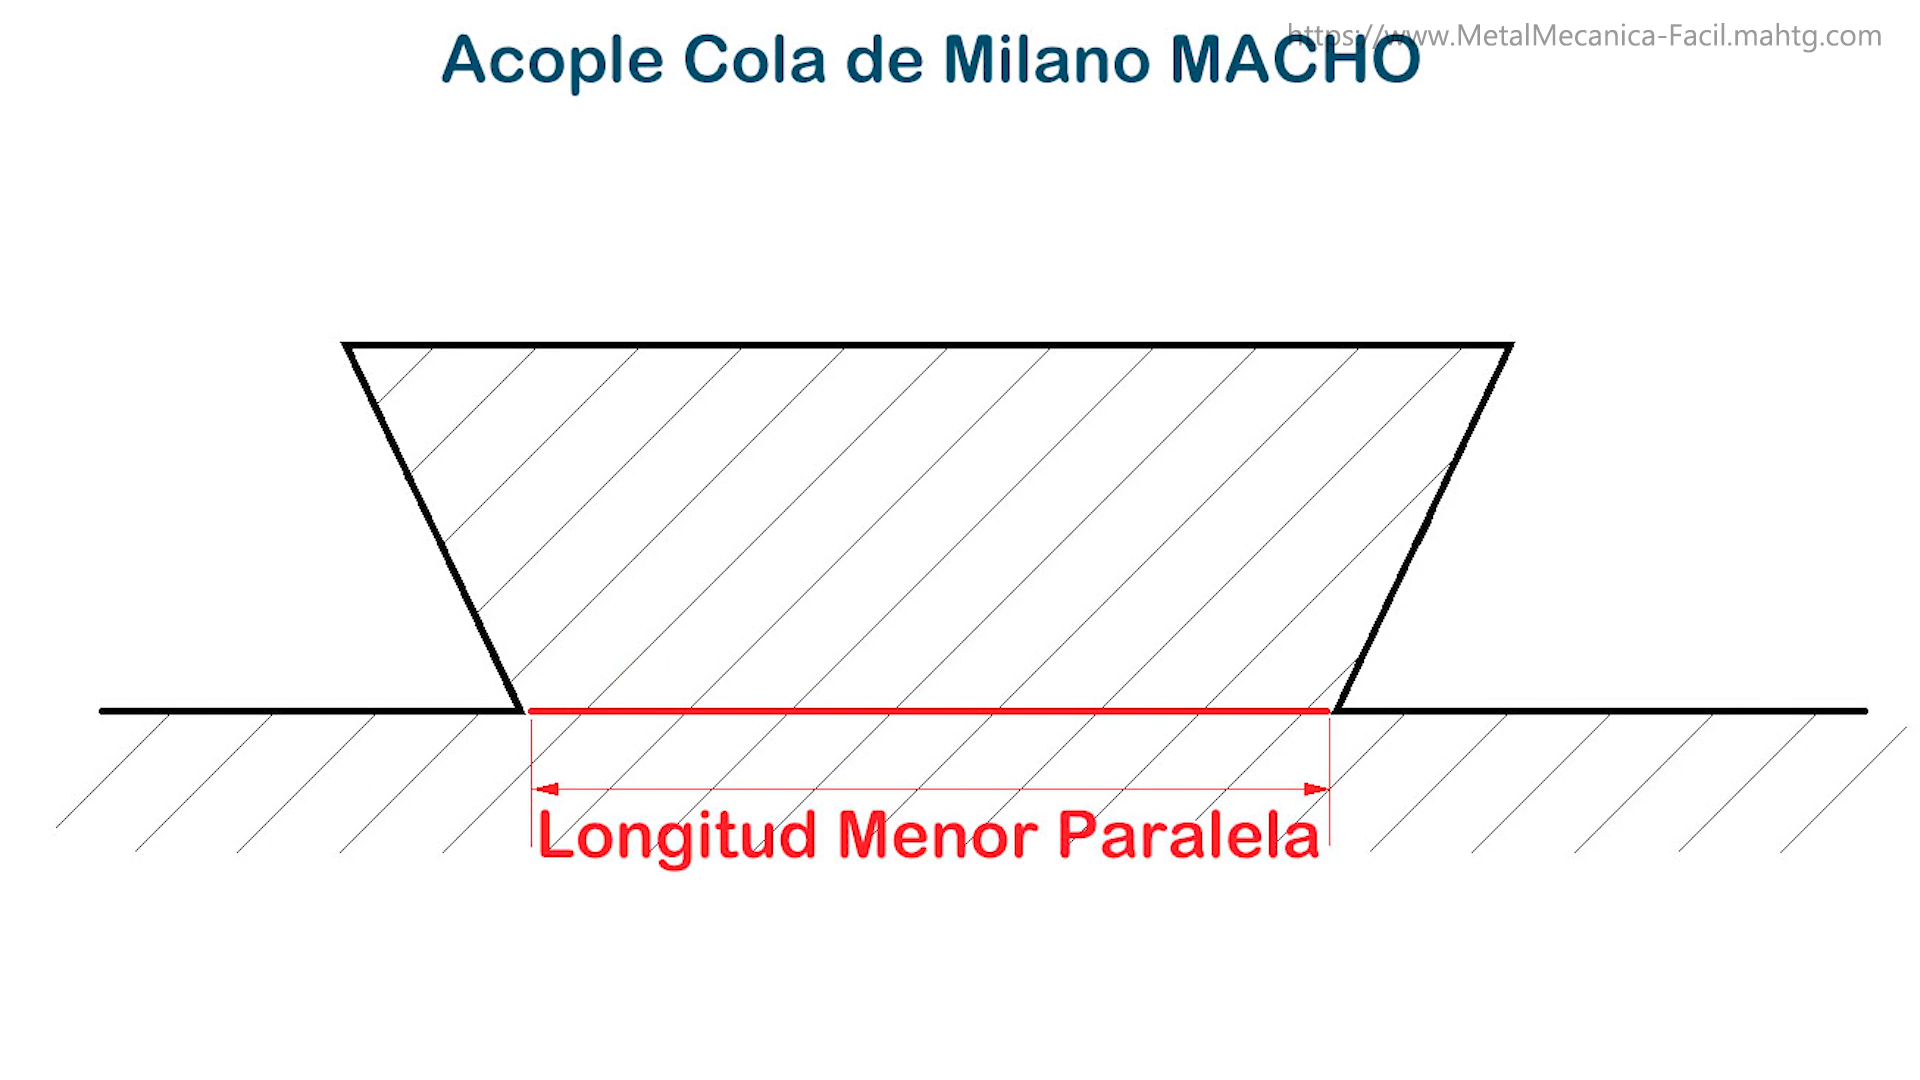 https://www.MetalMecanica-Facil.mahtg.com
Acople Cola de Milano MACHO
Longitud Menor Paralela